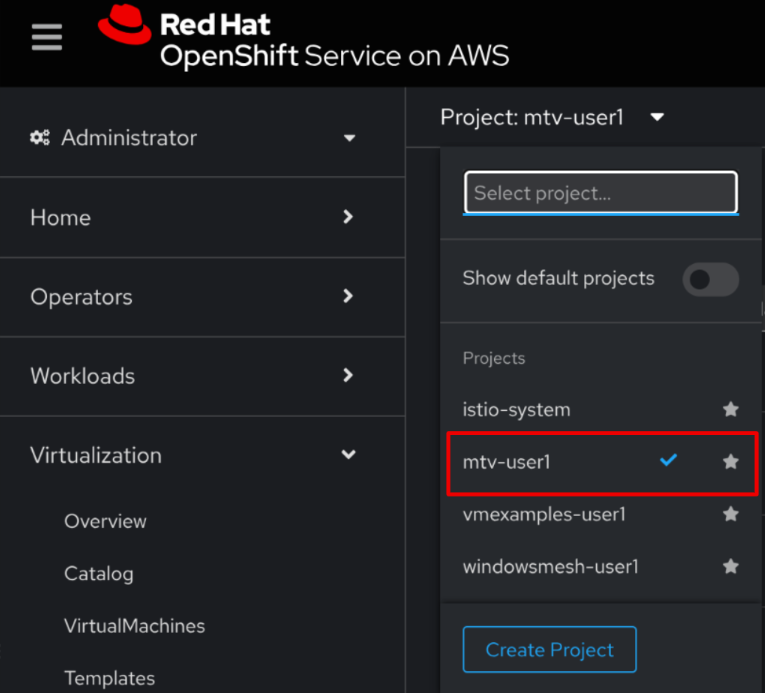 Red Hat
OpenShift Service on AWS
Administrator
Home
Operators
Workloads
Virtualization
Overview
Catalog
VirtualMachines
Templates
Project: mtv-user1
Select project...
Show default projects
Projects
istio-system
mtv-user1
vmexamples-user1
windowsmesh-user1
Create Project